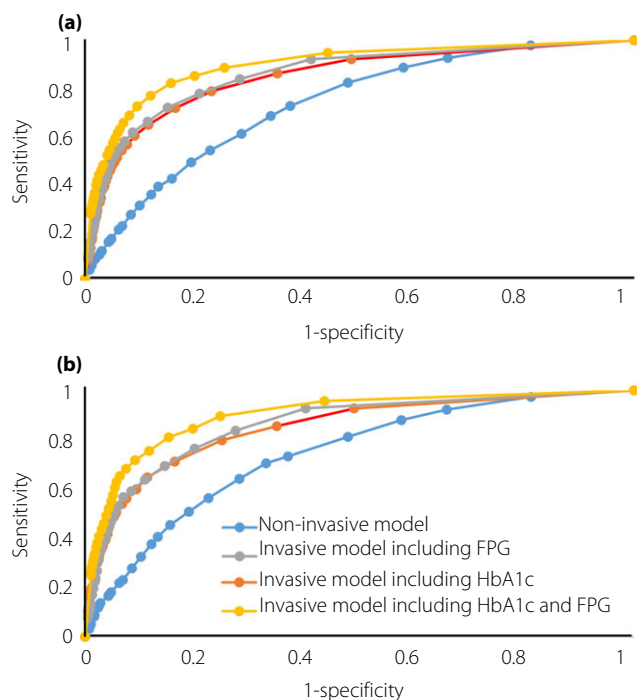 (a)
1
0.8
0.6
0.4
0.2
0
Sensitivity
0 0.2 0.4 0.6 0.8 1
1-specificity
(b)
1
0.8
0.6
0.4
0.2
0
Sensitivity
Non-invasive model
Invasive model including FPG
Invasive model including HbA1c
Invasive model including HbA1c and FPG
0 0.2 0.4 0.6 0.8 1
1-specificity